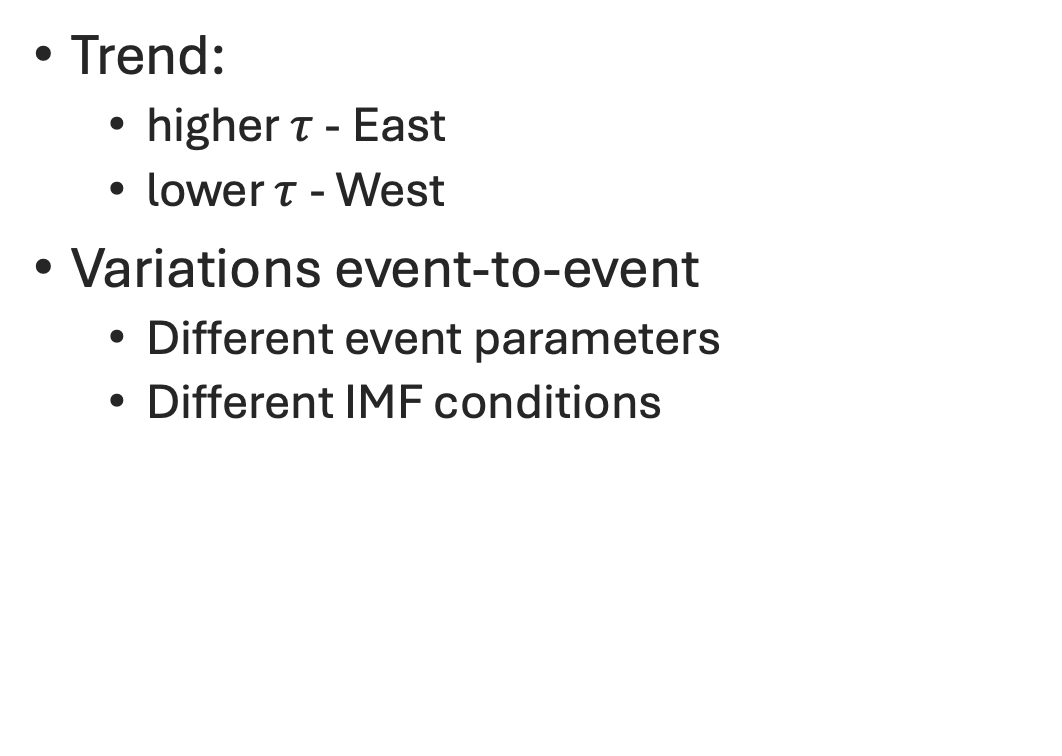 • Trend:
• higher 𝜏 - East
• lower 𝜏 - West
• Variations event-to-event
• Different event parameters
• Different IMF conditions